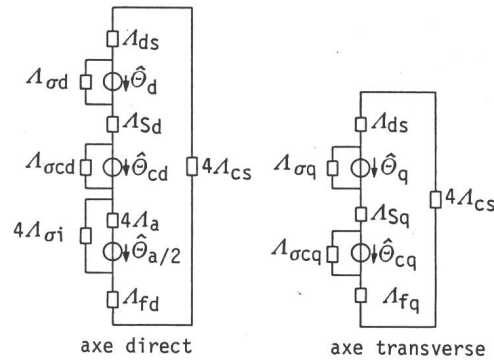 Λds
Λσd
Θ̂d
ΛSd
Λσcd
Θ̂cd
4Λcs
4Λσi
4Λa
Θ̂a/2
Λfd
axe direct
Λds
Λσq
Θ̂q
4Λcs
ΛSq
Λσcq
Θ̂cq
Λfq
axe transverse